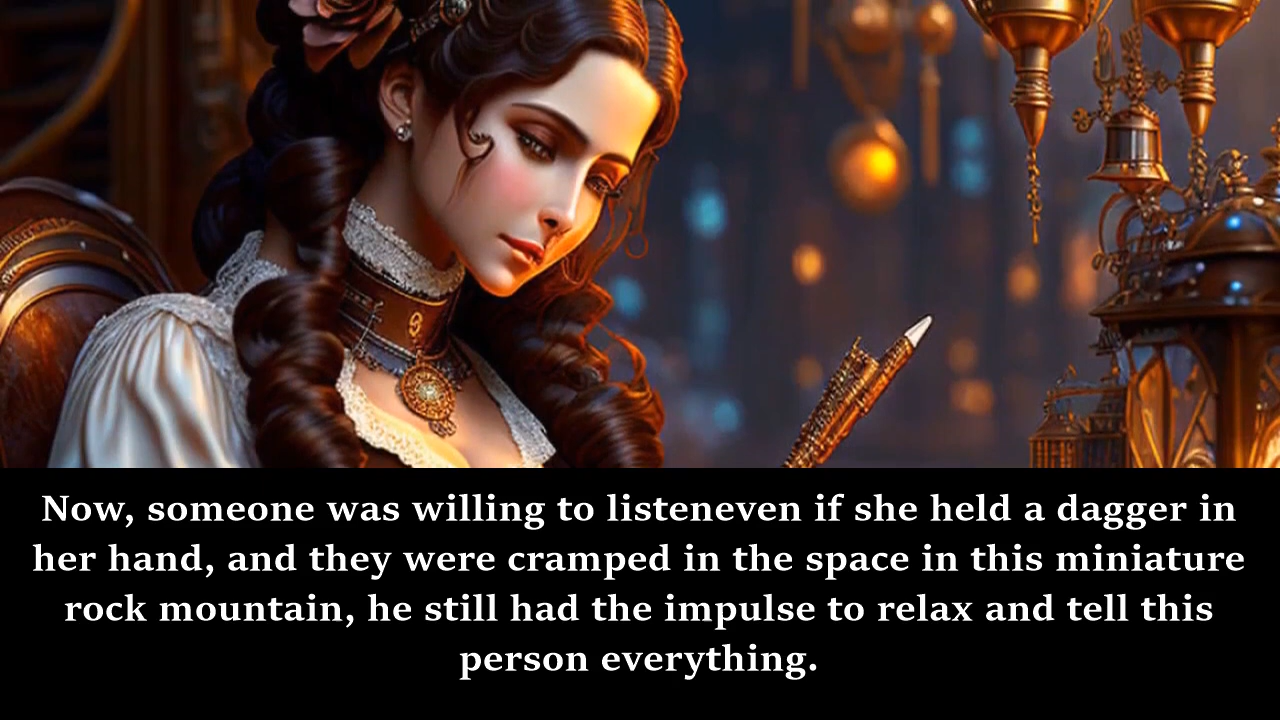 Now, someone was willing to listeneven if she held a dagger in
her hand, and they were cramped in the space in this miniature
rock mountain, he still had the impulse to relax and tell this
person everything.